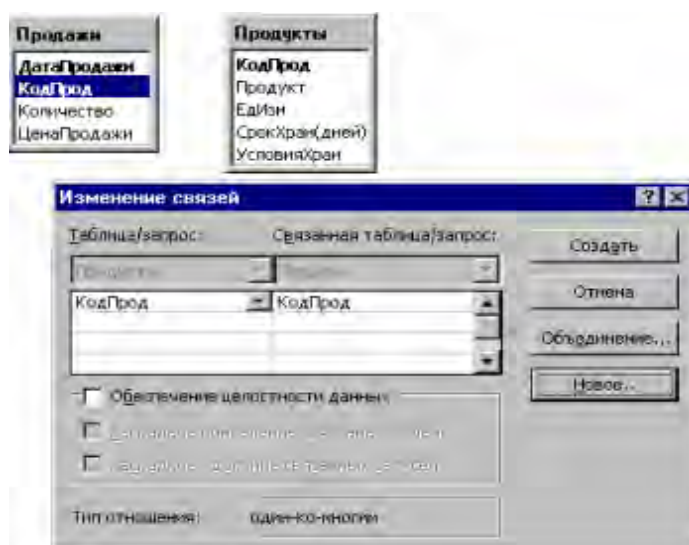 Продажи
ДатаПродажи
КодПрод
Количество
ЦенаПродажи
Продукты
КодПрод
Продукт
ЕдИзм
СрокХран(дней)
УсловияХран
Изменение связей
Таблица/запрос:
Связанная таблица/запрос:
КодПрод
КодПрод
Создать
Отмена
Объединение...
Новое..
Обеспечение целостности данных
Тип отношения:
один-ко-многим